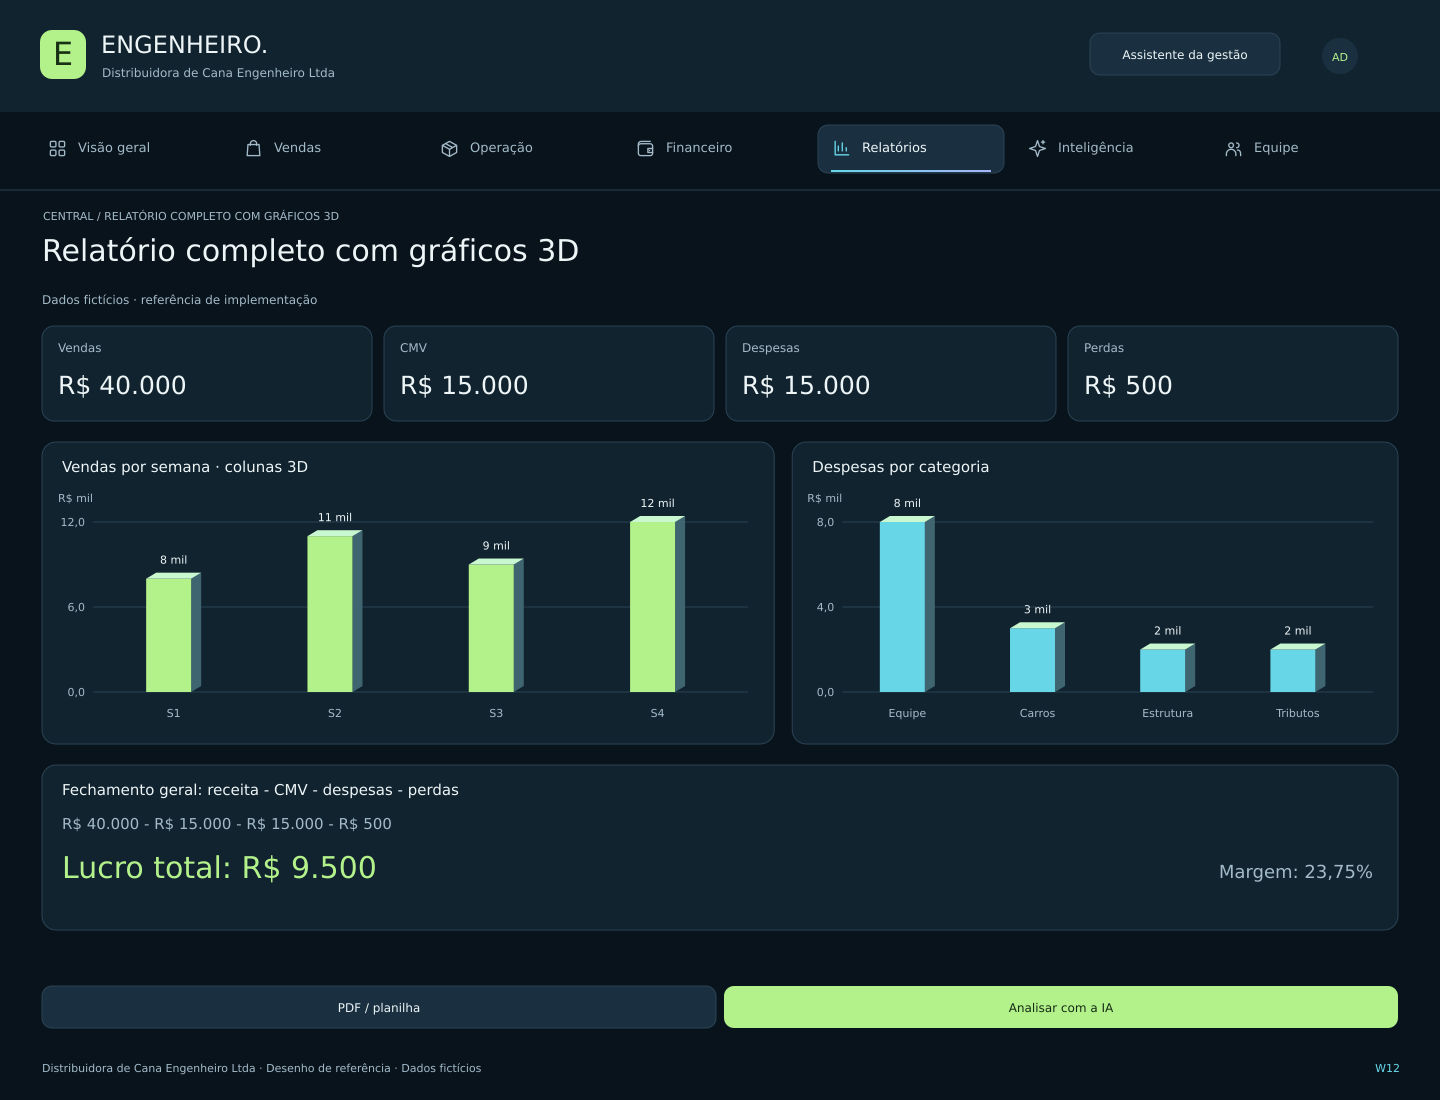 E
ENGENHEIRO.
Distribuidora de Cana Engenheiro Ltda
Assistente da gestão
AD
Visão geral
Vendas
Operação
Financeiro
Relatórios
Inteligência
Equipe
CENTRAL / RELATÓRIO COMPLETO COM GRÁFICOS 3D
Relatório completo com gráficos 3D
Dados fictícios · referência de implementação
Vendas
R$ 40.000
CMV
R$ 15.000
Despesas
R$ 15.000
Perdas
R$ 500
Vendas por semana · colunas 3D
R$ mil
12,0
6,0
0,0
8 mil
11 mil
9 mil
12 mil
S1
S2
S3
S4
Despesas por categoria
R$ mil
8,0
4,0
0,0
8 mil
3 mil
2 mil
2 mil
Equipe
Carros
Estrutura
Tributos
Fechamento geral: receita - CMV - despesas - perdas
R$ 40.000 - R$ 15.000 - R$ 15.000 - R$ 500
Lucro total: R$ 9.500
Margem: 23,75%
PDF / planilha
Analisar com a IA
Distribuidora de Cana Engenheiro Ltda · Desenho de referência · Dados fictícios
W12